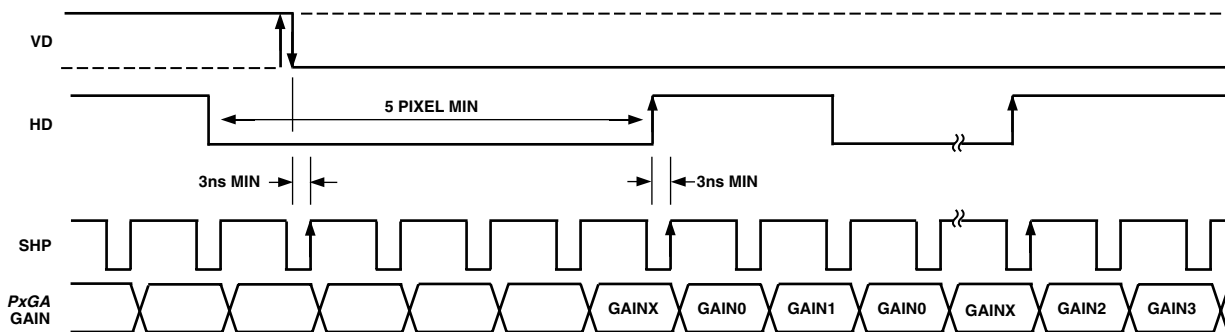 VD
HD
5 PIXEL MIN
3ns MIN
3ns MIN
SHP
PxGA
GAIN
GAINX
GAIN0
GAIN1
GAIN0
GAINX
GAIN2
GAIN3